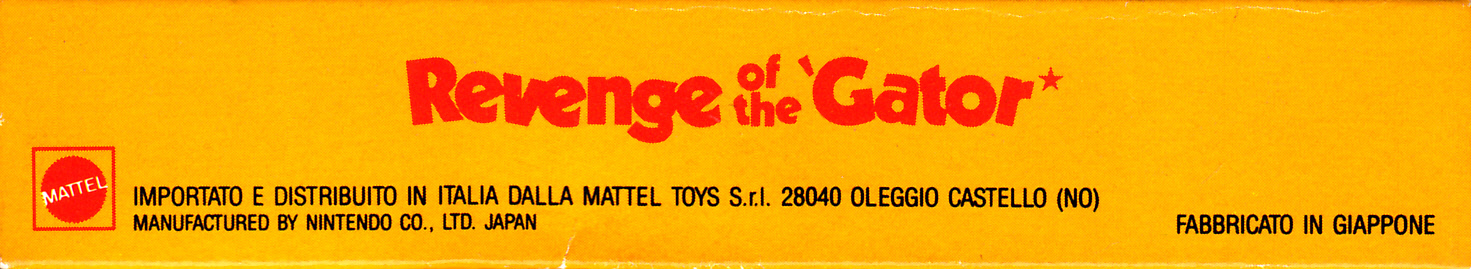 Revenge of the 'Gator★
MATTEL
IMPORTATO E DISTRIBUITO IN ITALIA DALLA MATTEL TOYS S.r.l. 28040 OLEGGIO CASTELLO (NO)
MANUFACTURED BY NINTENDO CO., LTD. JAPAN
FABBRICATO IN GIAPPONE